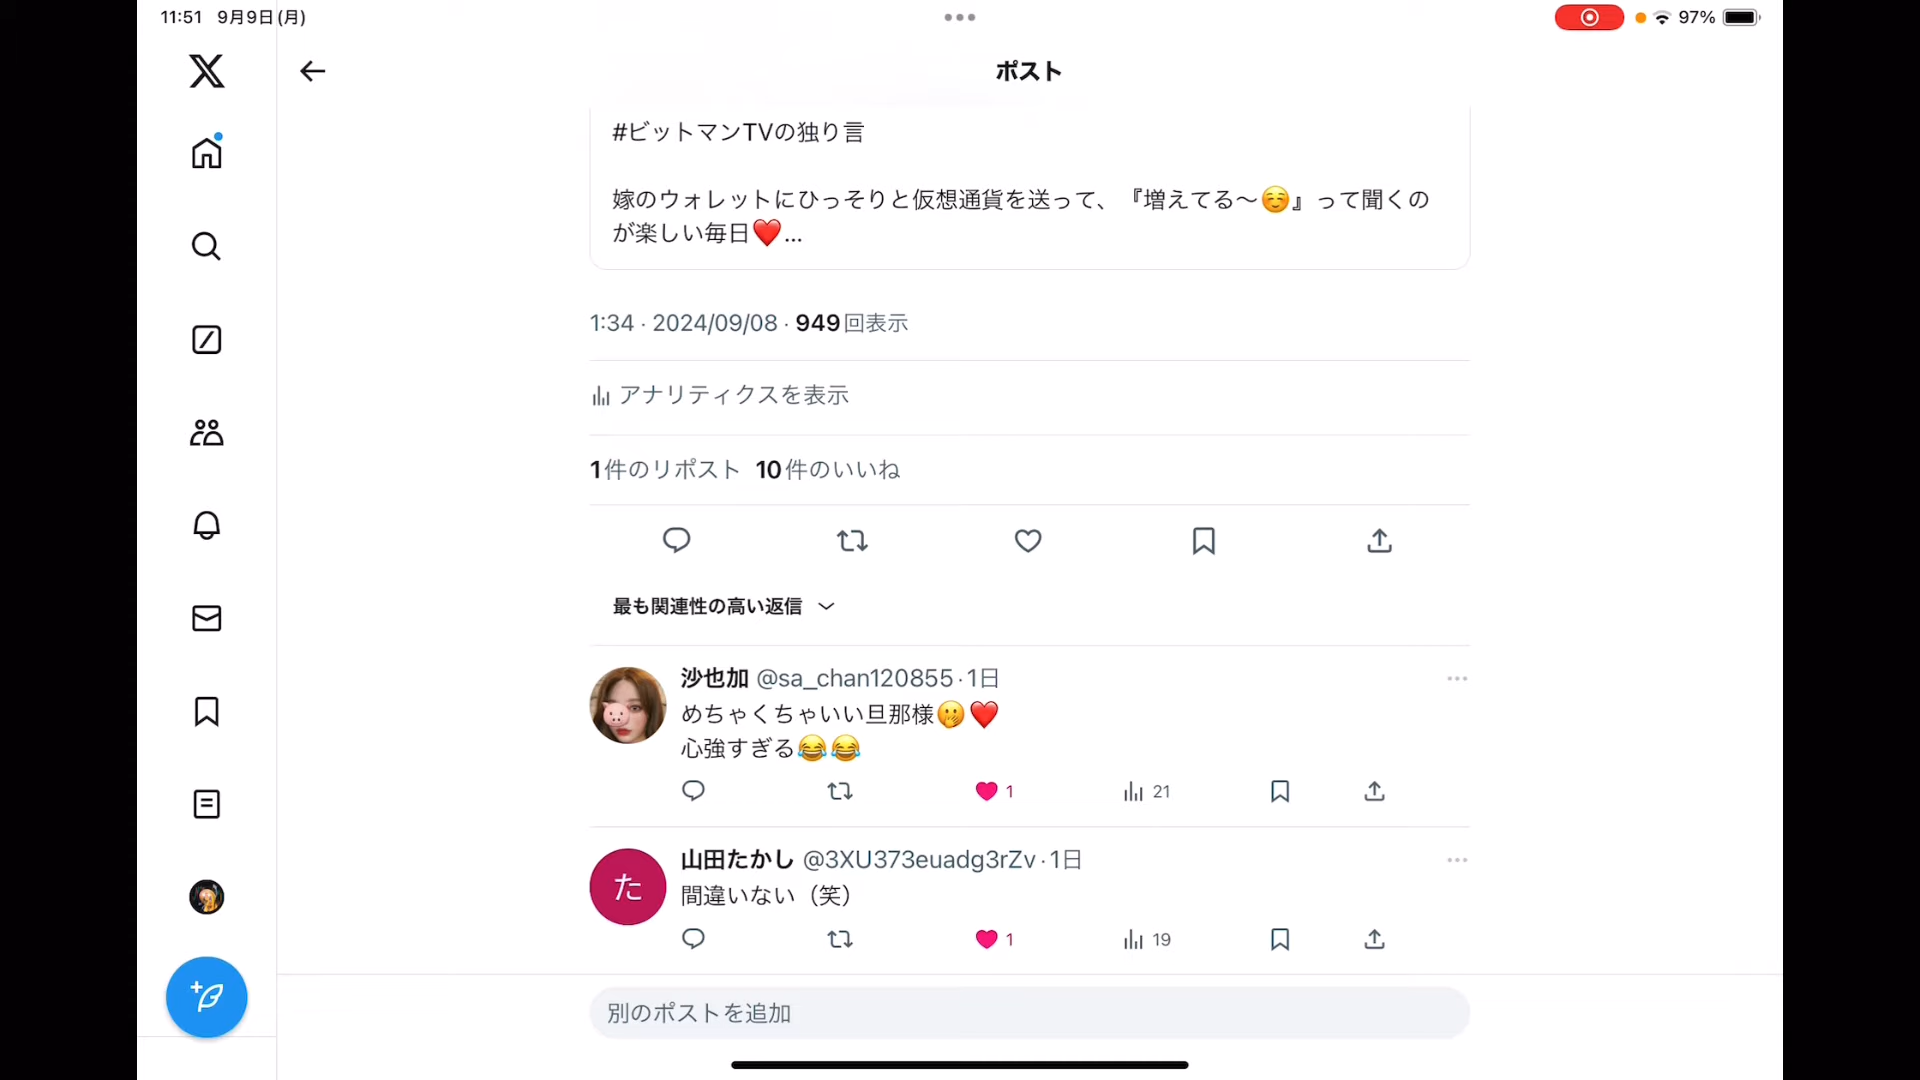 11:51 9月9日(月)
97%
ポスト
#ビットマンTVの独り言
嫁のウォレットにひっそりと仮想通貨を送って、『増えてる〜☺️』って聞くの
が楽しい毎日❤️...
1:34 · 2024/09/08 · 949回表示
アナリティクスを表示
1件のリポスト 10件のいいね
最も関連性の高い返信
沙也加 @sa_chan120855 · 1日
めちゃくちゃいい旦那様🤭❤️
心強すぎる😂😂
1 21
た
山田たかし @3XU373euadg3rZv · 1日
間違いない（笑）
1 19
別のポストを追加